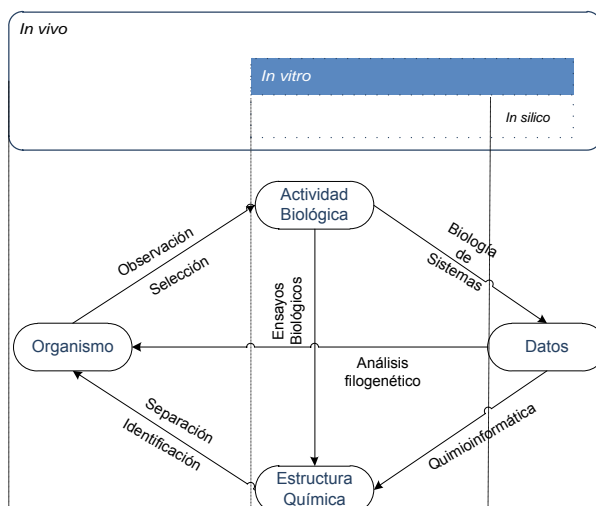 In vivo
In vitro
In silico
Actividad
Biológica
Observación
Selección
Biología
de
Sistemas
Ensayos
Biológicos
Organismo
Datos
Análisis
filogenético
Separación
Identificación
Quimioinformática
Estructura
Química